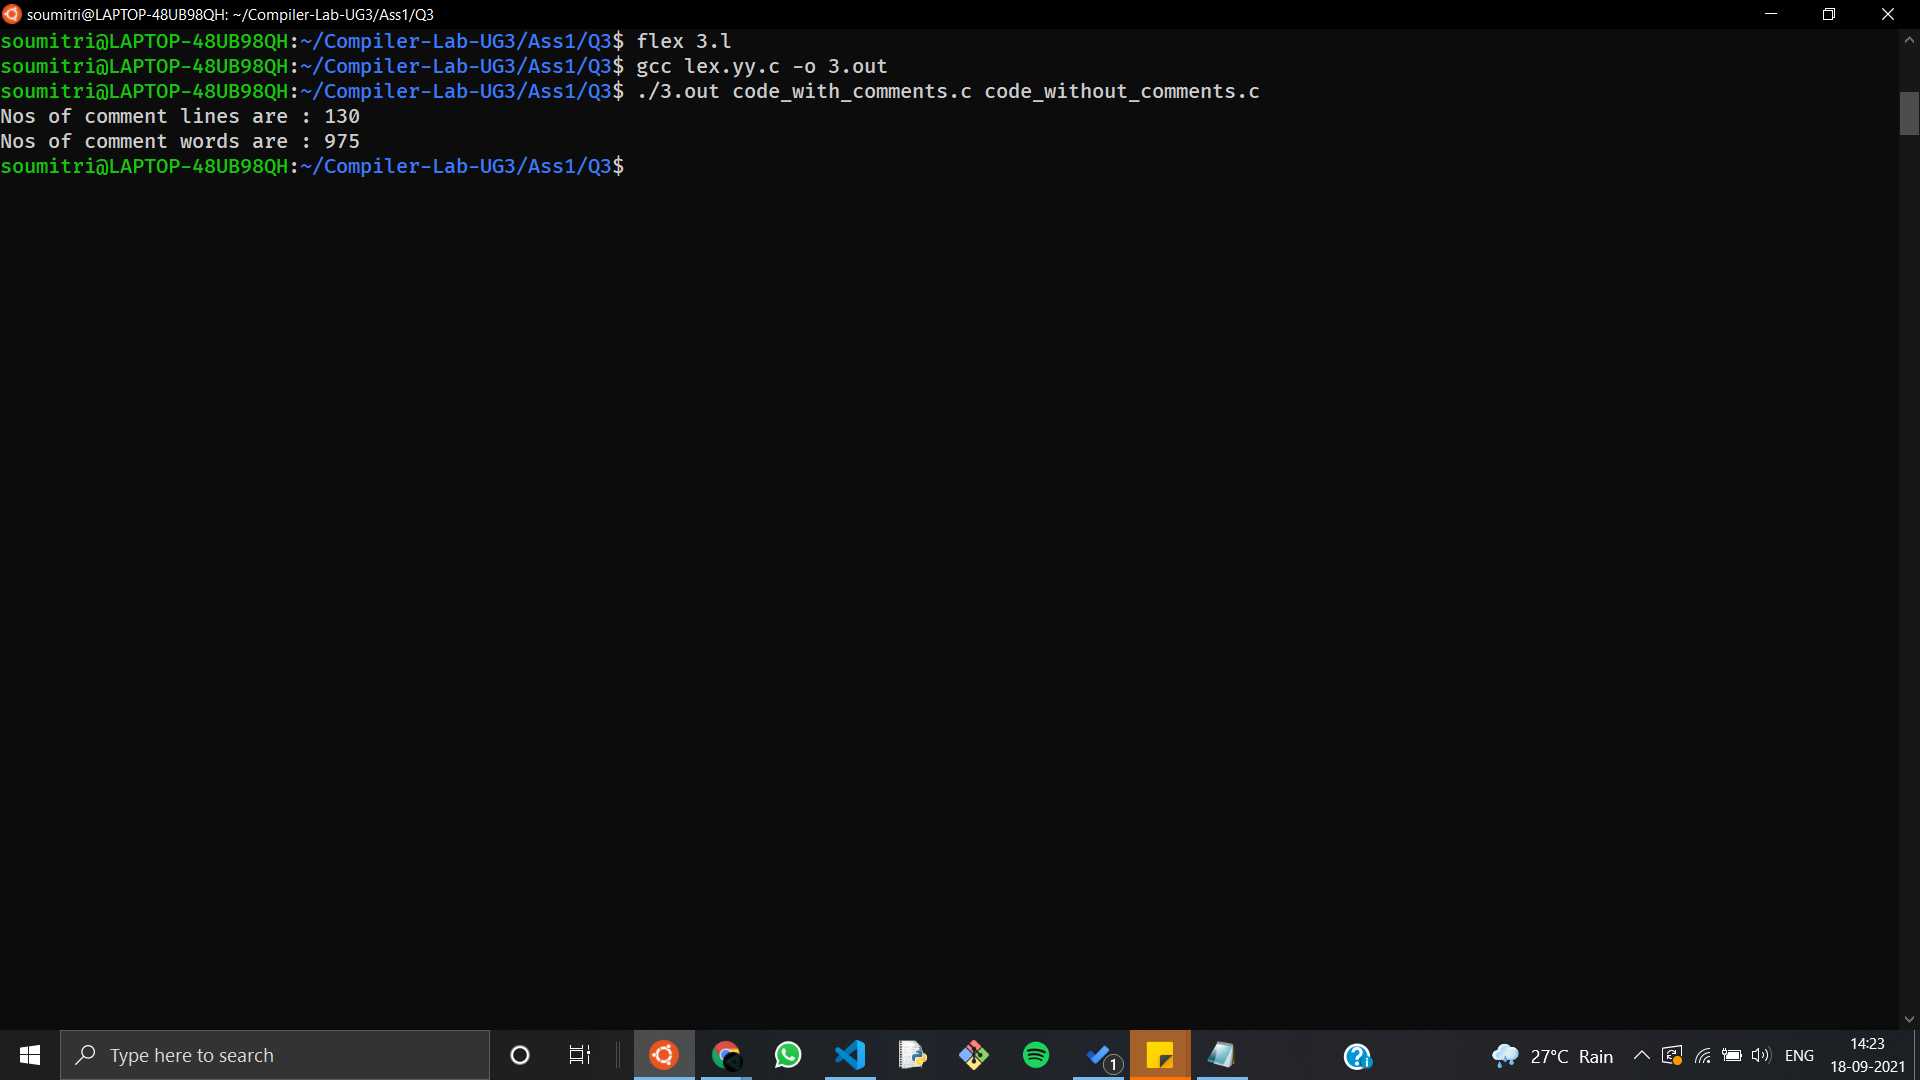 soumitri@LAPTOP-48UB98QH: ~/Compiler-Lab-UG3/Ass1/Q3
soumitri@LAPTOP-48UB98QH:~/Compiler-Lab-UG3/Ass1/Q3$ flex 3.l
soumitri@LAPTOP-48UB98QH:~/Compiler-Lab-UG3/Ass1/Q3$ gcc lex.yy.c -o 3.out
soumitri@LAPTOP-48UB98QH:~/Compiler-Lab-UG3/Ass1/Q3$ ./3.out code_with_comments.c code_without_comments.c
Nos of comment lines are : 130
Nos of comment words are : 975
soumitri@LAPTOP-48UB98QH:~/Compiler-Lab-UG3/Ass1/Q3$
Type here to search
1
27°C Rain
ENG
14:23
18-09-2021